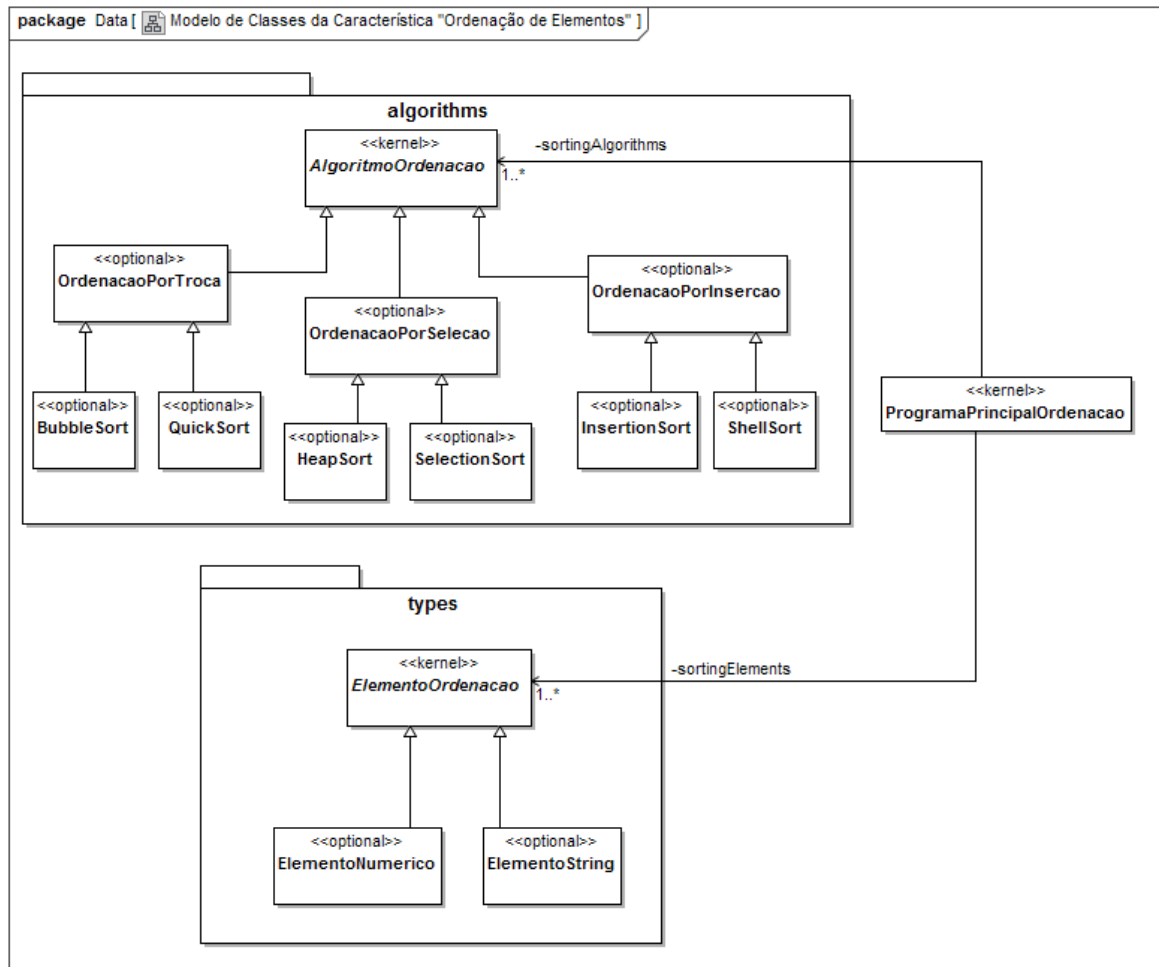 package Data [ Modelo de Classes da Característica "Ordenação de Elementos" ]
algorithms
<<kernel>>
AlgoritmoOrdenacao
-sortingAlgorithms
1..*
<<optional>>
OrdenacaoPorTroca
<<optional>>
OrdenacaoPorSelecao
<<optional>>
OrdenacaoPorInsercao
<<optional>>
BubbleSort
<<optional>>
QuickSort
<<optional>>
HeapSort
<<optional>>
SelectionSort
<<optional>>
InsertionSort
<<optional>>
ShellSort
<<kernel>>
ProgramaPrincipalOrdenacao
types
<<kernel>>
ElementoOrdenacao
-sortingElements
1..*
<<optional>>
ElementoNumerico
<<optional>>
ElementoString